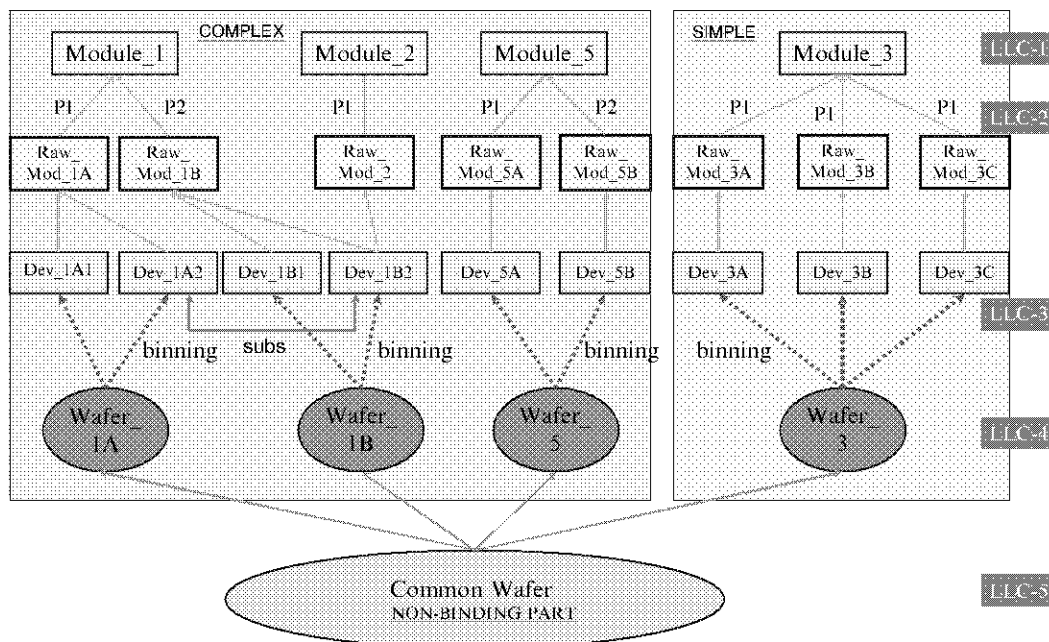 COMPLEX
SIMPLE
Module_1
Module_2
Module_5
Module_3
LLC-1
P1
P2
P1
P1
P2
P1
P1
P1
LLC-2
Raw_
Mod_1A
Raw_
Mod_1B
Raw_
Mod_2
Raw_
Mod_5A
Raw_
Mod_5B
Raw_
Mod_3A
Raw_
Mod_3B
Raw_
Mod_3C
Dev_1A1
Dev_1A2
Dev_1B1
Dev_1B2
Dev_5A
Dev_5B
Dev_3A
Dev_3B
Dev_3C
LLC-3
binning
subs
binning
binning
binning
Wafer_
1A
Wafer_
1B
Wafer_
5
Wafer_
3
LLC-4
Common Wafer
NON-BINDING PART
LLC-5